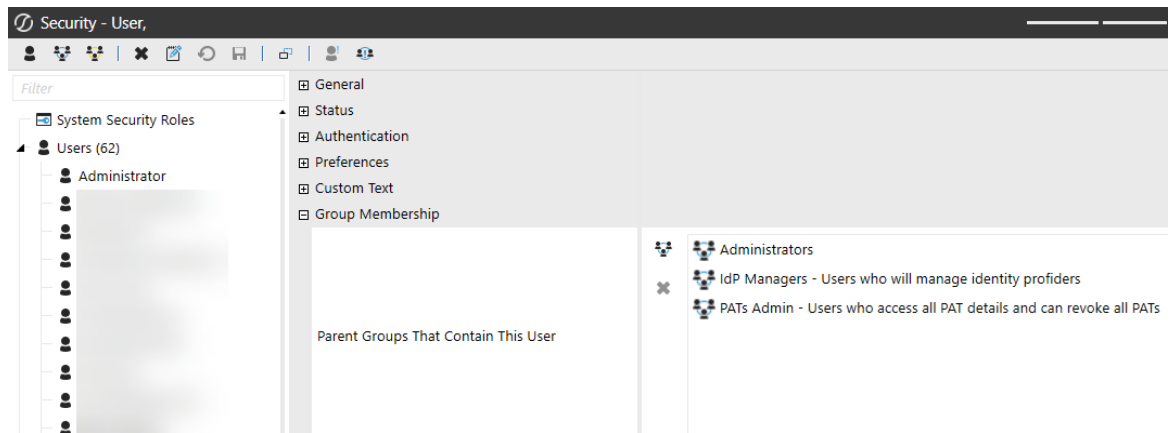 Security - User,
Filter
System Security Roles
Users (62)
Administrator
General
Status
Authentication
Preferences
Custom Text
Group Membership
Parent Groups That Contain This User
Administrators
IdP Managers - Users who will manage identity profiders
PATs Admin - Users who access all PAT details and can revoke all PATs